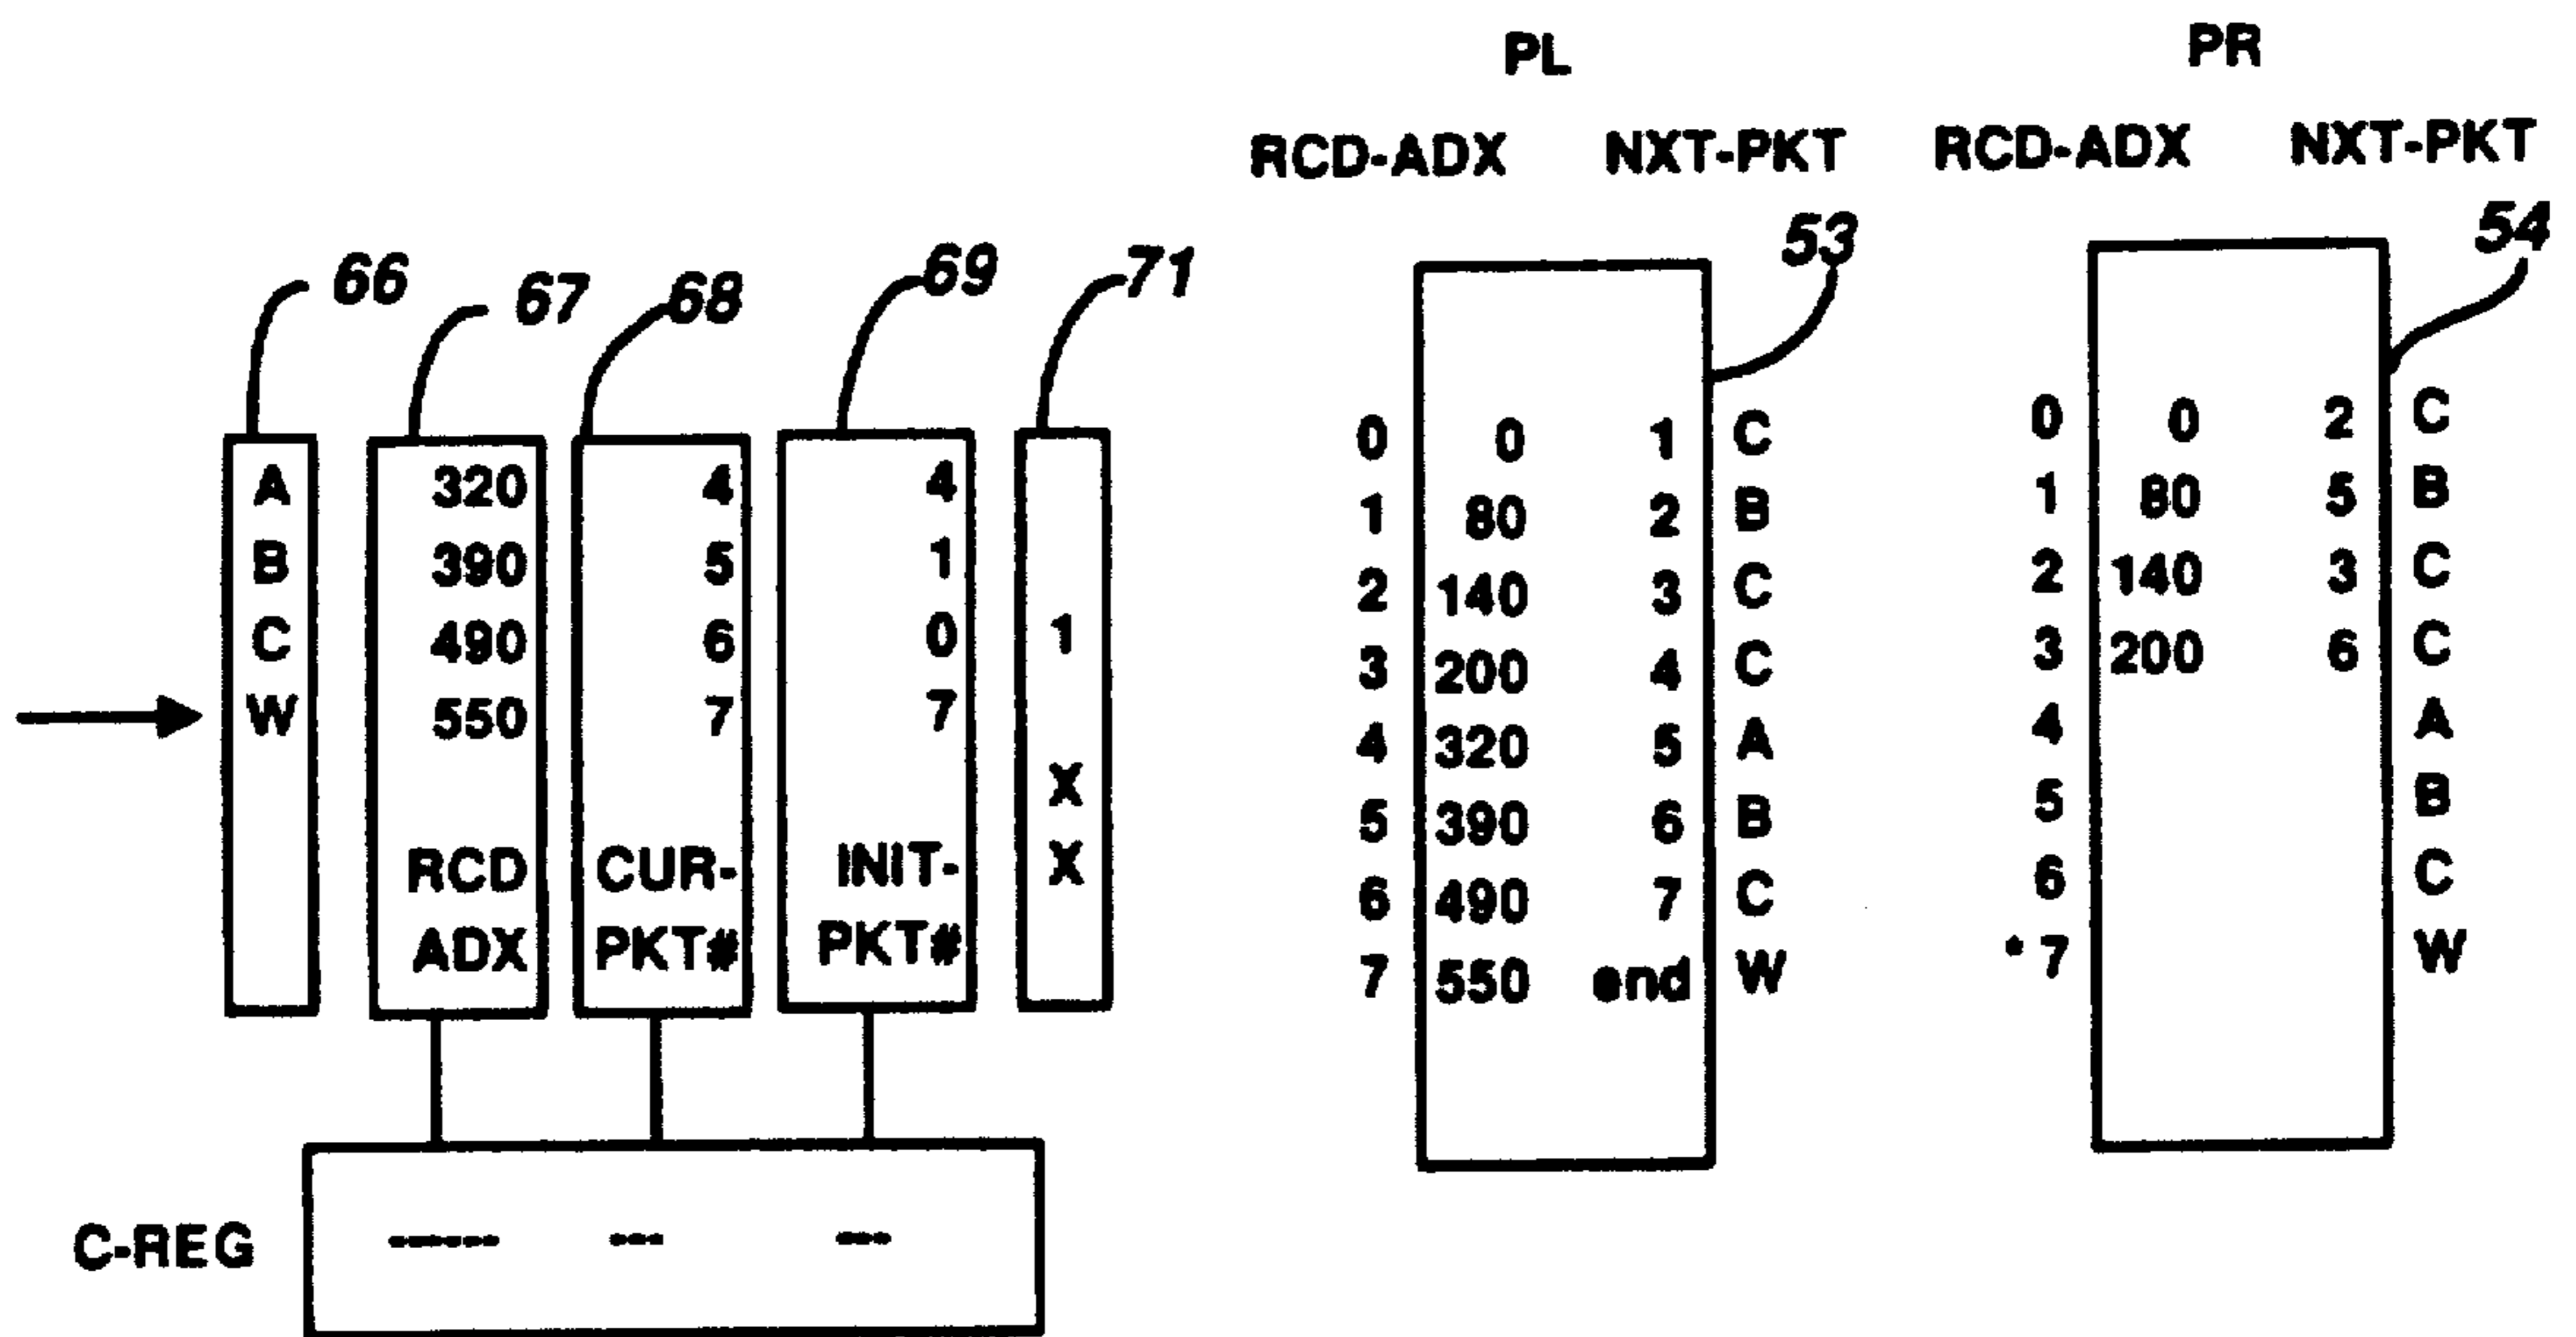 PL PR
RCD-ADX NXT-PKT RCD-ADX NXT-PKT
66 67 68 69 71 53 54
A 320 4 4
B 390 5 1
C 490 6 0 1
W 550 7 7
X
RCD CUR- INIT- X
ADX PKT# PKT#
C-REG ------ --- ---
0 0 1 C
1 80 2 B
2 140 3 C
3 200 4 C
4 320 5 A
5 390 6 B
6 490 7 C
7 550 end W
0 0 2 C
1 80 5 B
2 140 3 C
3 200 6 C
4 A
5 B
6 C
* 7 W